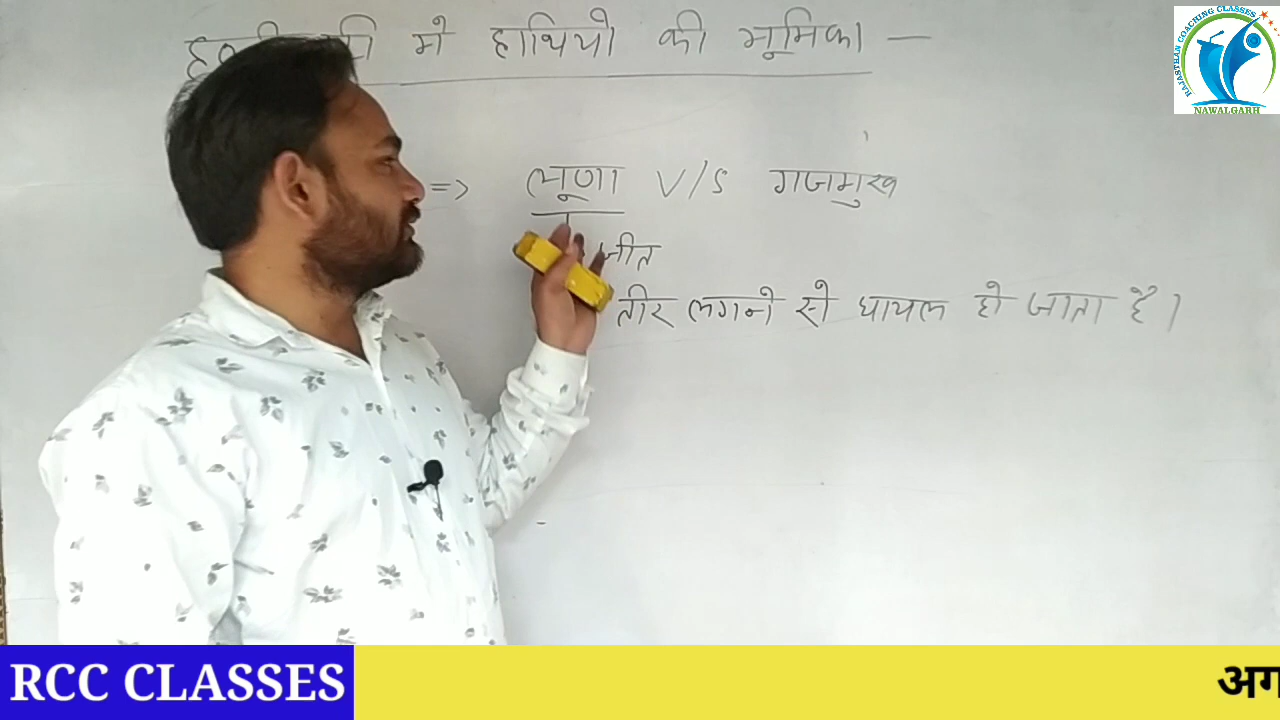 में हाथियो की भूमिका —
=> लूणा V/S गजमुख
जीत
तीर लगने से घायल हो जाता है।
RAJASTHAN COACHING CLASSES
NAWALGARH
RCC CLASSES
अग